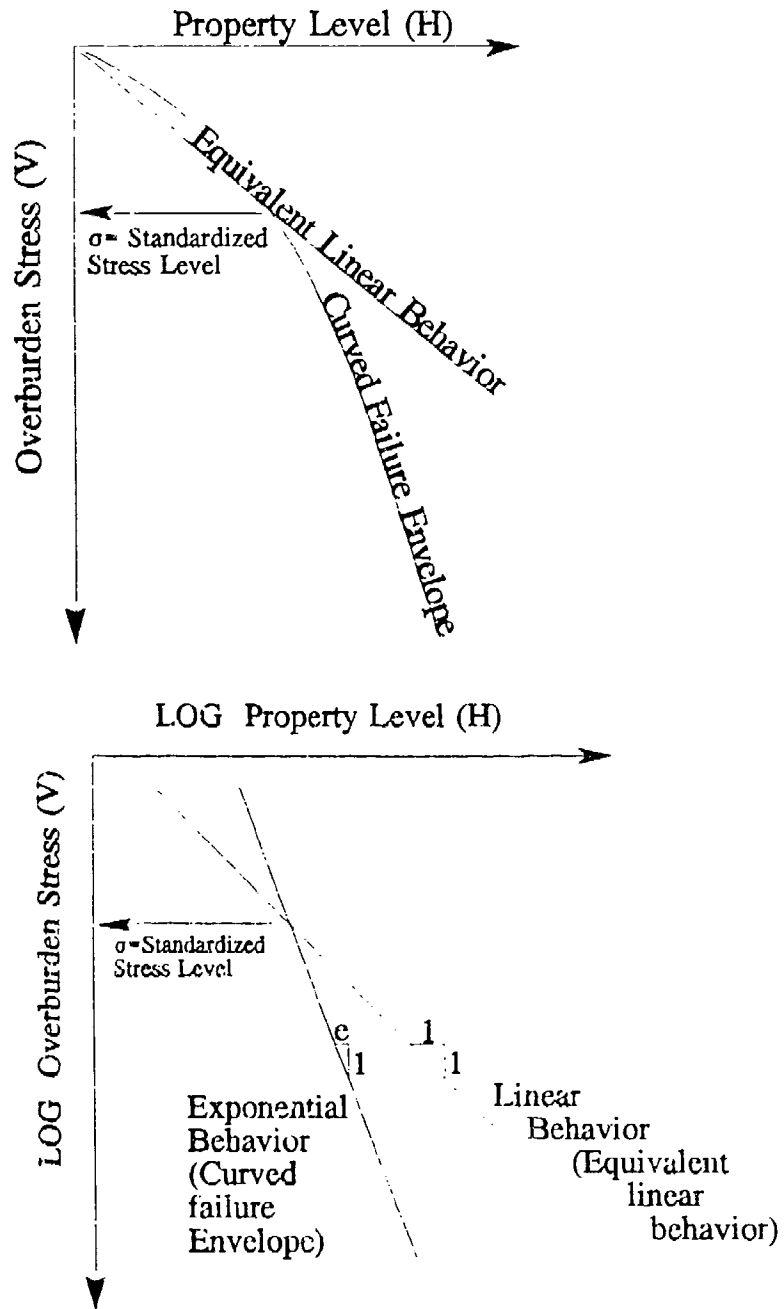 Property Level (H)
Overburden Stress (V)
Equivalent Linear Behavior
σ= Standardized
Stress Level
Curved Failure Envelope
LOG Property Level (H)
LOG Overburden Stress (V)
σ=Standardized
Stress Level
e
1
1
1
Exponential
Behavior
(Curved
failure
Envelope)
Linear
Behavior
(Equivalent
linear
behavior)